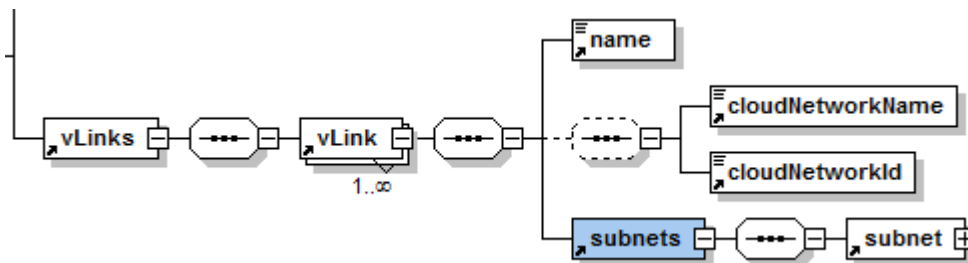 name
cloudNetworkName
vLinks
vLink
1..∞
cloudNetworkId
subnets
subnet